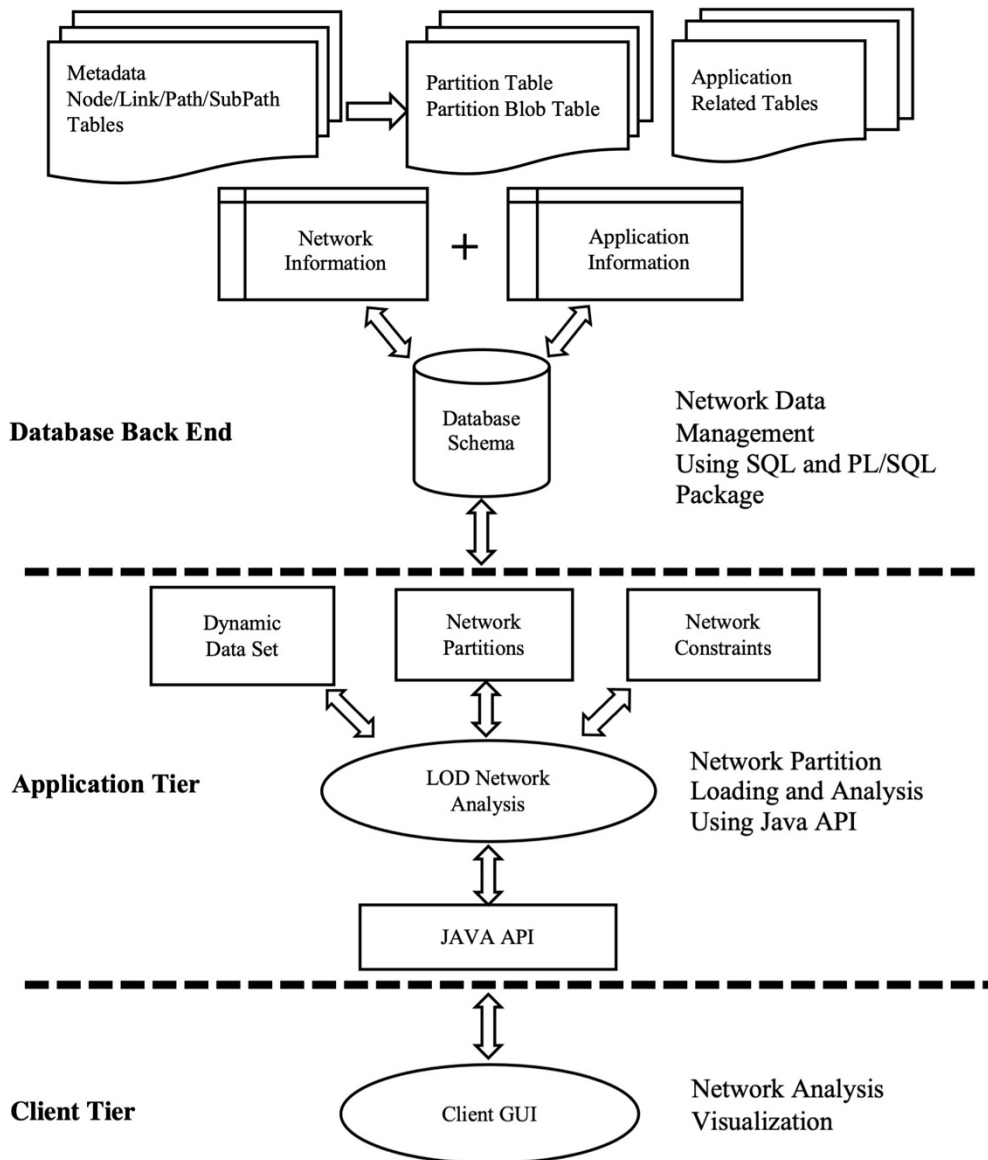 Metadata
Node/Link/Path/SubPath
Tables
Partition Table
Partition Blob Table
Application
Related Tables
Network
Information
+
Application
Information
Database
Schema
Database Back End
Network Data
Management
Using SQL and PL/SQL
Package
Dynamic
Data Set
Network
Partitions
Network
Constraints
LOD Network
Analysis
Application Tier
Network Partition
Loading and Analysis
Using Java API
JAVA API
Client Tier
Client GUI
Network Analysis
Visualization